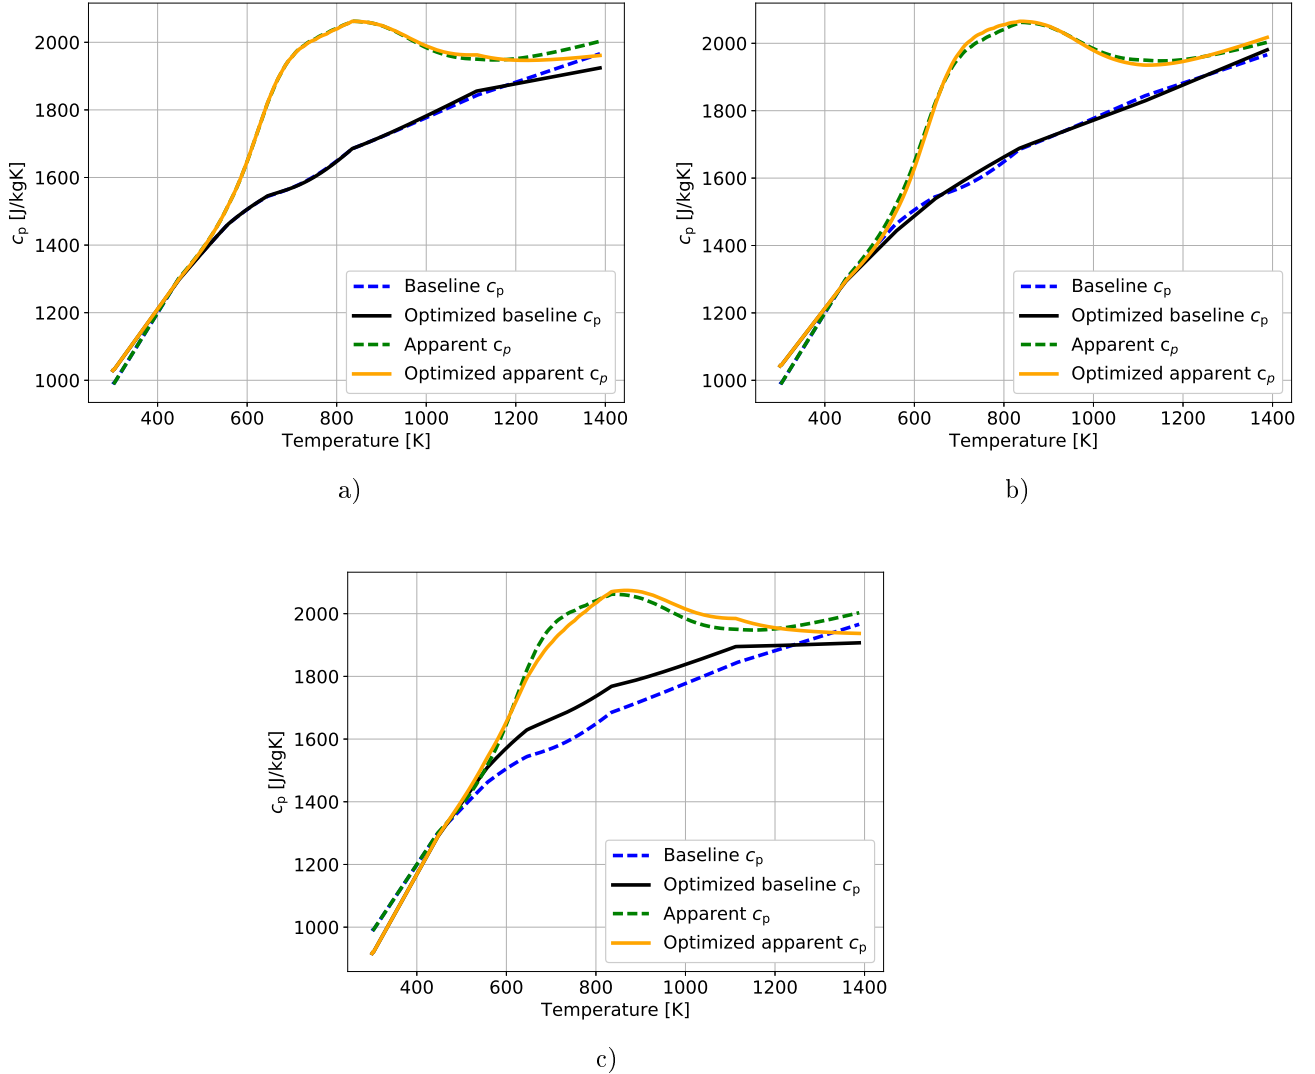 2000
1800
1600
1400
1200
1000
c_p [J/kgK]
400 600 800 1000 1200 1400
Temperature [K]
Baseline c_p
Optimized baseline c_p
Apparent c_p
Optimized apparent c_p
a)
2000
1800
1600
1400
1200
1000
c_p [J/kgK]
400 600 800 1000 1200 1400
Temperature [K]
Baseline c_p
Optimized baseline c_p
Apparent c_p
Optimized apparent c_p
b)
2000
1800
1600
1400
1200
1000
c_p [J/kgK]
400 600 800 1000 1200 1400
Temperature [K]
Baseline c_p
Optimized baseline c_p
Apparent c_p
Optimized apparent c_p
c)